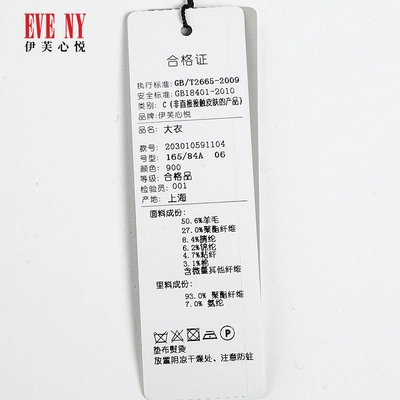 EVE NY
伊芙心悦
合格证
执行标准: GB/T2665-2009
安全标准: GB18401-2010
类别: C (非直接接触皮肤的产品)
品牌: 伊芙心悦
品名: 大衣
款号: 203010591104
号型: 165/84A 06
颜色: 900
等级: 合格品
检验员: 001
产地: 上海
面料成份:
50.6%羊毛
27.0%聚酯纤维
8.4%腈纶
6.2%锦纶
4.7%粘纤
3.1%棉
含微量其他纤维
里料成份:
93.0% 聚酯纤维
7.0% 氨纶
P
垫布熨烫
放置阴凉干燥处、注意防蛀